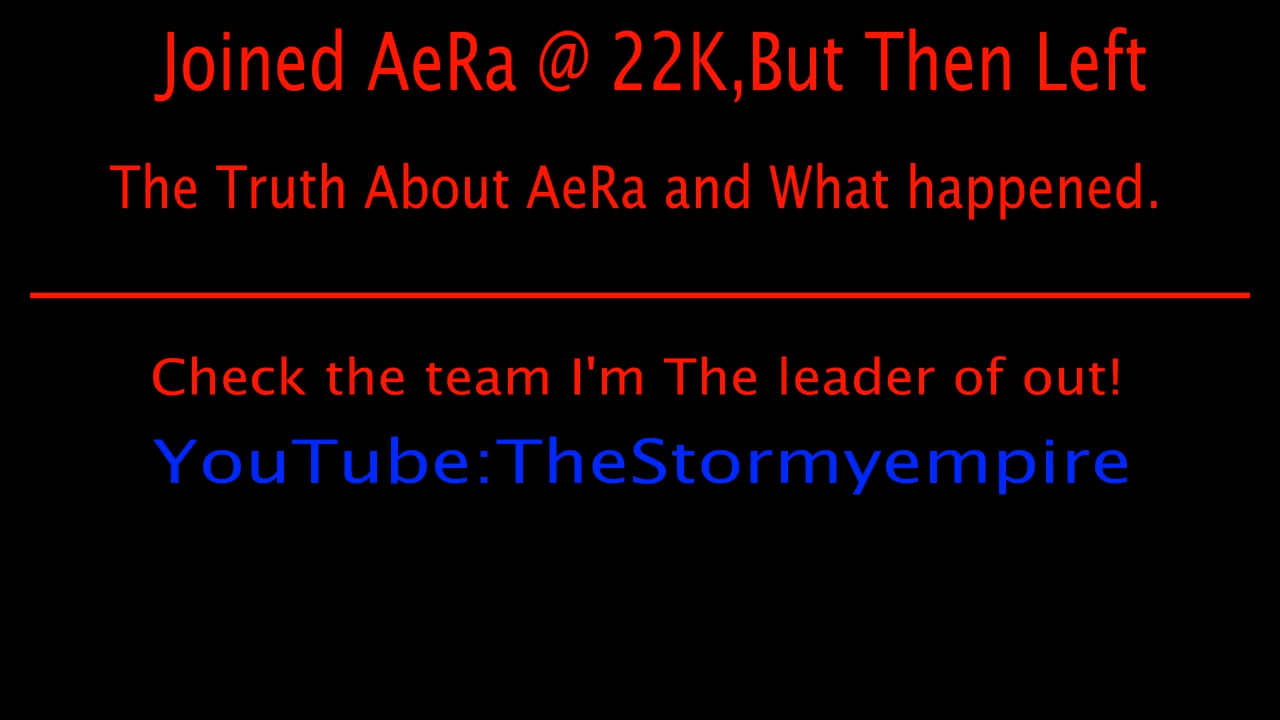 Joined AeRa @ 22K,But Then Left
The Truth About AeRa and What happened.
Check the team I'm The leader of out!
YouTube:TheStormyempire